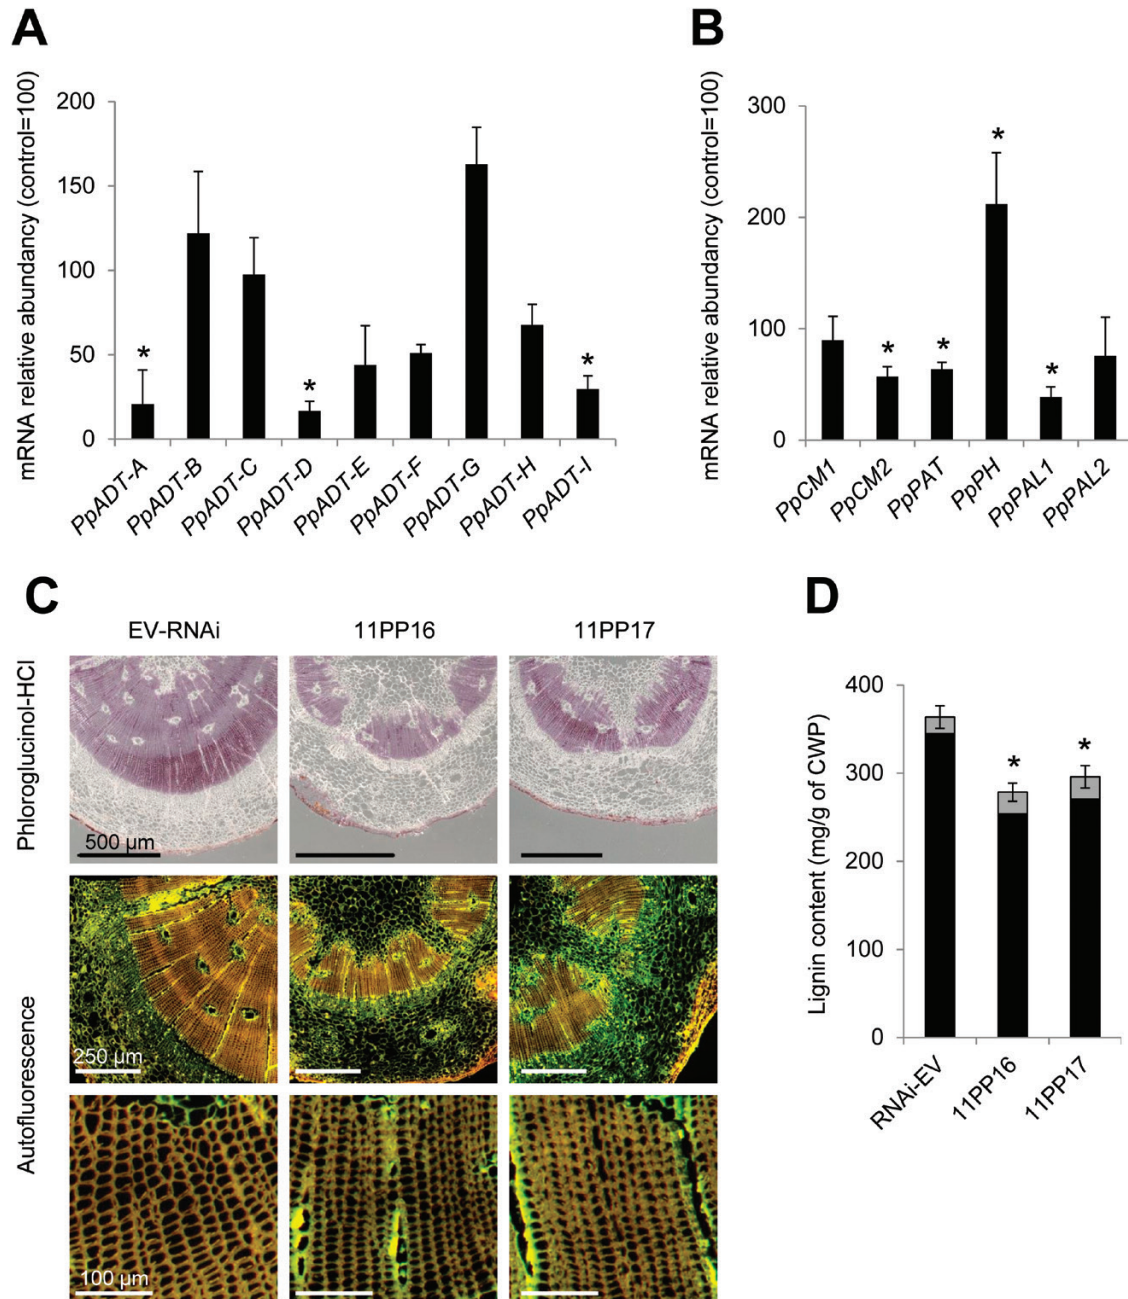 A
mRNA relative abundancy (control=100)
200
150
100
50
0
*
*
*
PpADT-A
PpADT-B
PpADT-C
PpADT-D
PpADT-E
PpADT-F
PpADT-G
PpADT-H
PpADT-I
B
mRNA relative abundancy (control=100)
300
200
100
0
*
*
*
*
PpCM1
PpCM2
PpPAT
PpPH
PpPAL1
PpPAL2
C
EV-RNAi
11PP16
11PP17
Phloroglucinol-HCl
500 µm
Autofluorescence
250 µm
100 µm
D
Lignin content (mg/g of CWP)
400
300
200
100
0
*
*
RNAi-EV
11PP16
11PP17